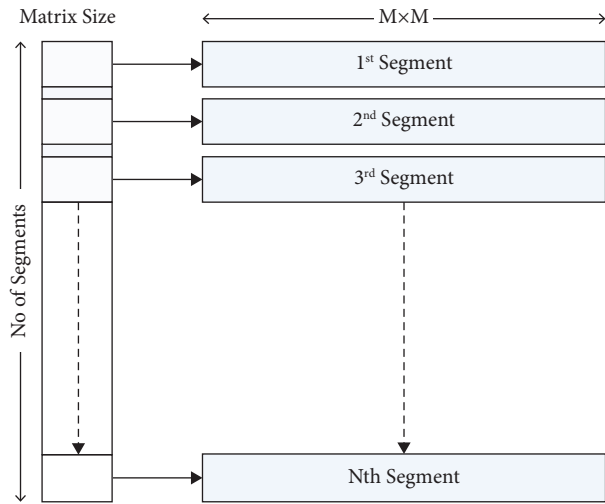 Matrix Size
M×M
No of Segments
1st Segment
2nd Segment
3rd Segment
Nth Segment